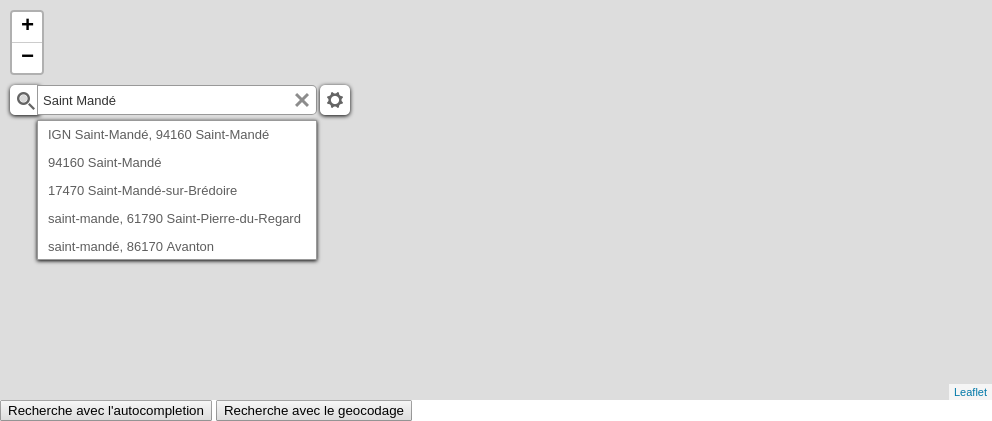 +
−
Saint Mandé
IGN Saint-Mandé, 94160 Saint-Mandé
94160 Saint-Mandé
17470 Saint-Mandé-sur-Brédoire
saint-mande, 61790 Saint-Pierre-du-Regard
saint-mandé, 86170 Avanton
Leaflet
Recherche avec l'autocompletion Recherche avec le geocodage